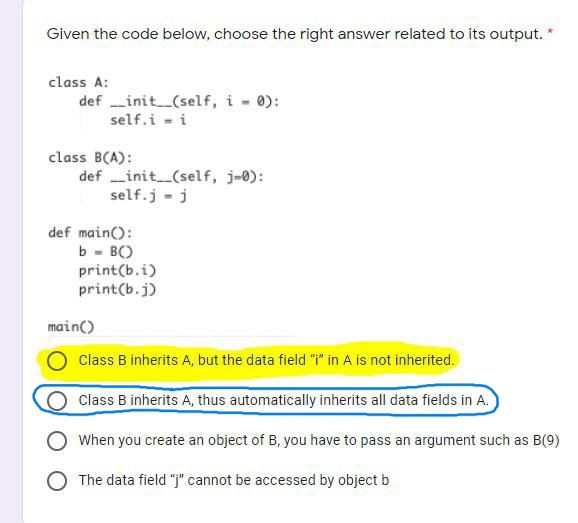 Given the code below, choose the right answer related to its output. *
class A:
    def __init__(self, i = 0):
        self.i = i
class B(A):
    def __init__(self, j=0):
        self.j = j
def main():
    b = B()
    print(b.i)
    print(b.j)
main()
Class B inherits A, but the data field “i” in A is not inherited.
Class B inherits A, thus automatically inherits all data fields in A.
When you create an object of B, you have to pass an argument such as B(9)
The data field “j” cannot be accessed by object b